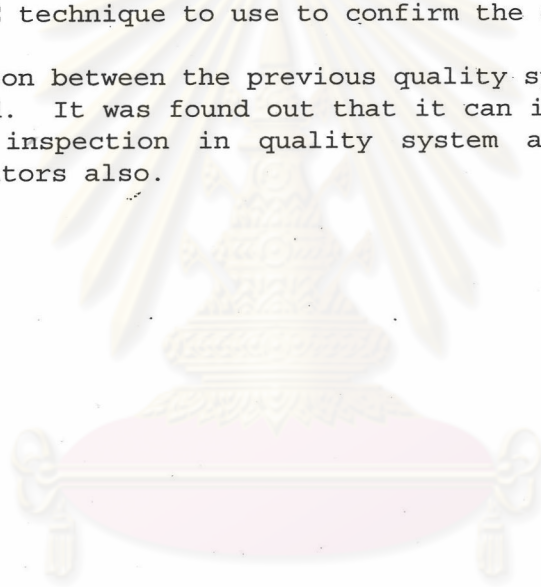 technique to use to confirm the
on between the previous quality
. It was found out that it can
inspection in quality system
tors also.